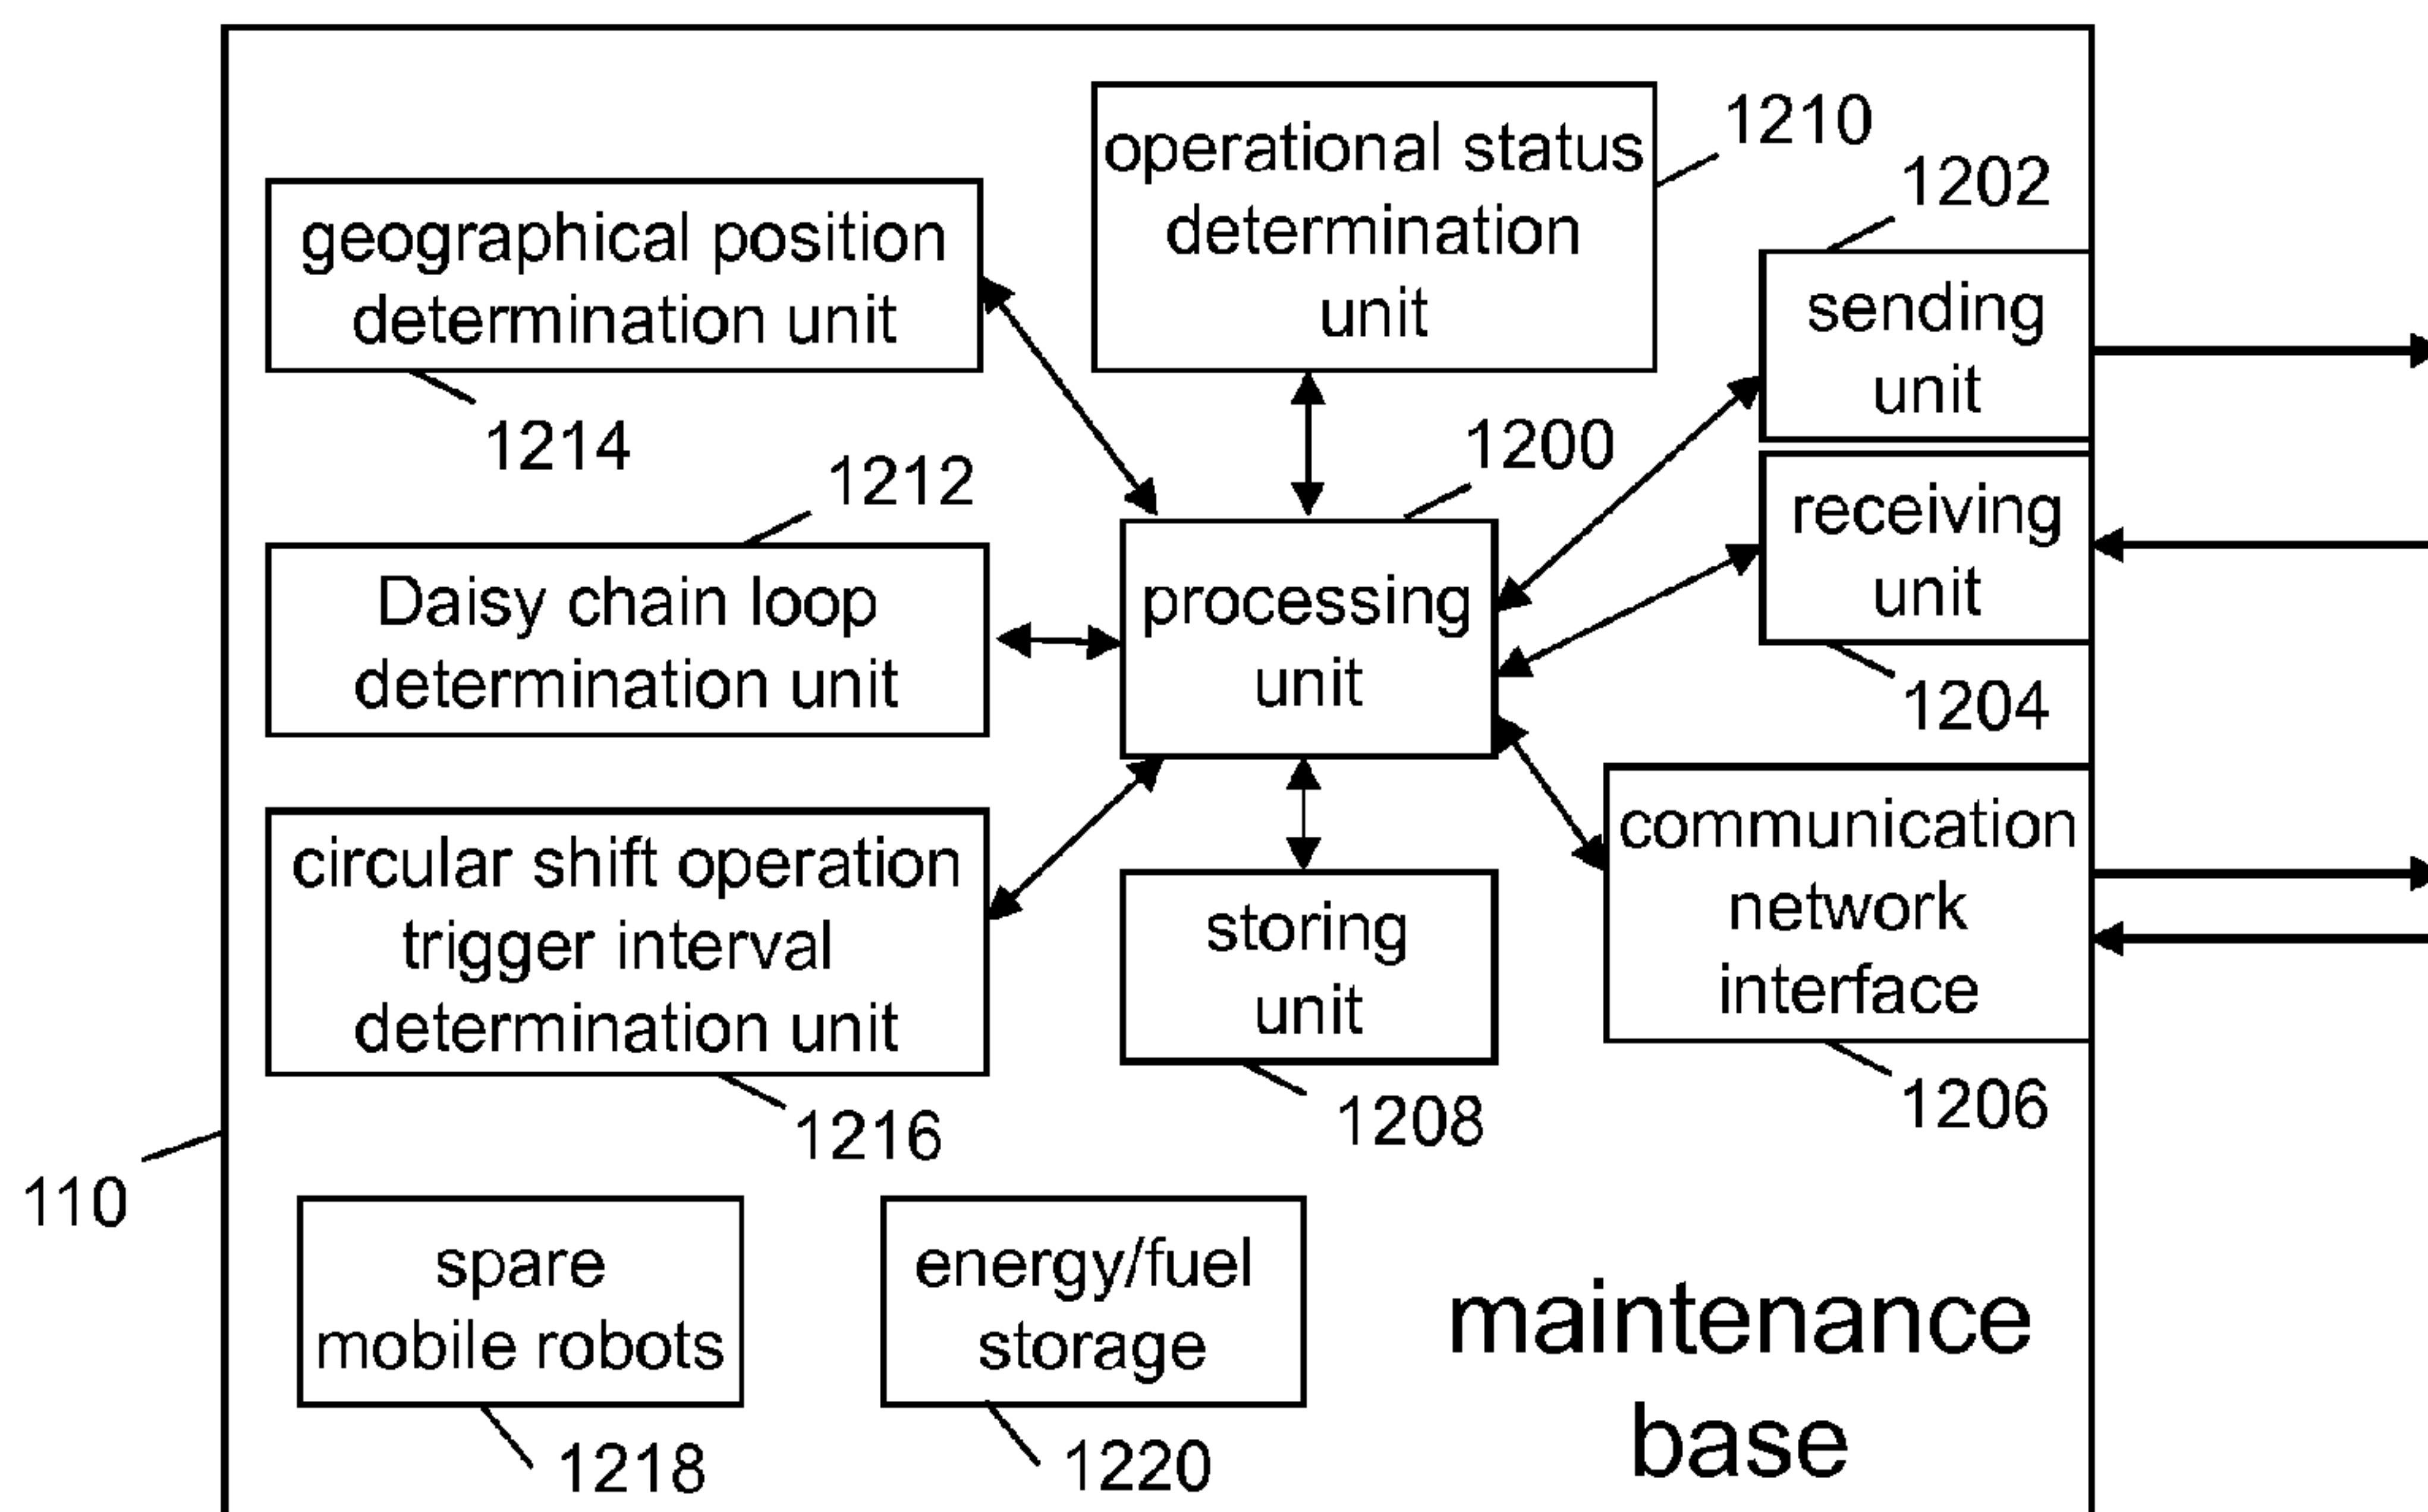 1210
operational status
determination
unit
1202
geographical position
determination unit
sending
unit
1214
1200
1212
receiving
unit
Daisy chain loop
determination unit
processing
unit
1204
circular shift operation
trigger interval
determination unit
storing
unit
communication
network
interface
1216
1208
1206
110
spare
mobile robots
energy/fuel
storage
maintenance
base
1218
1220